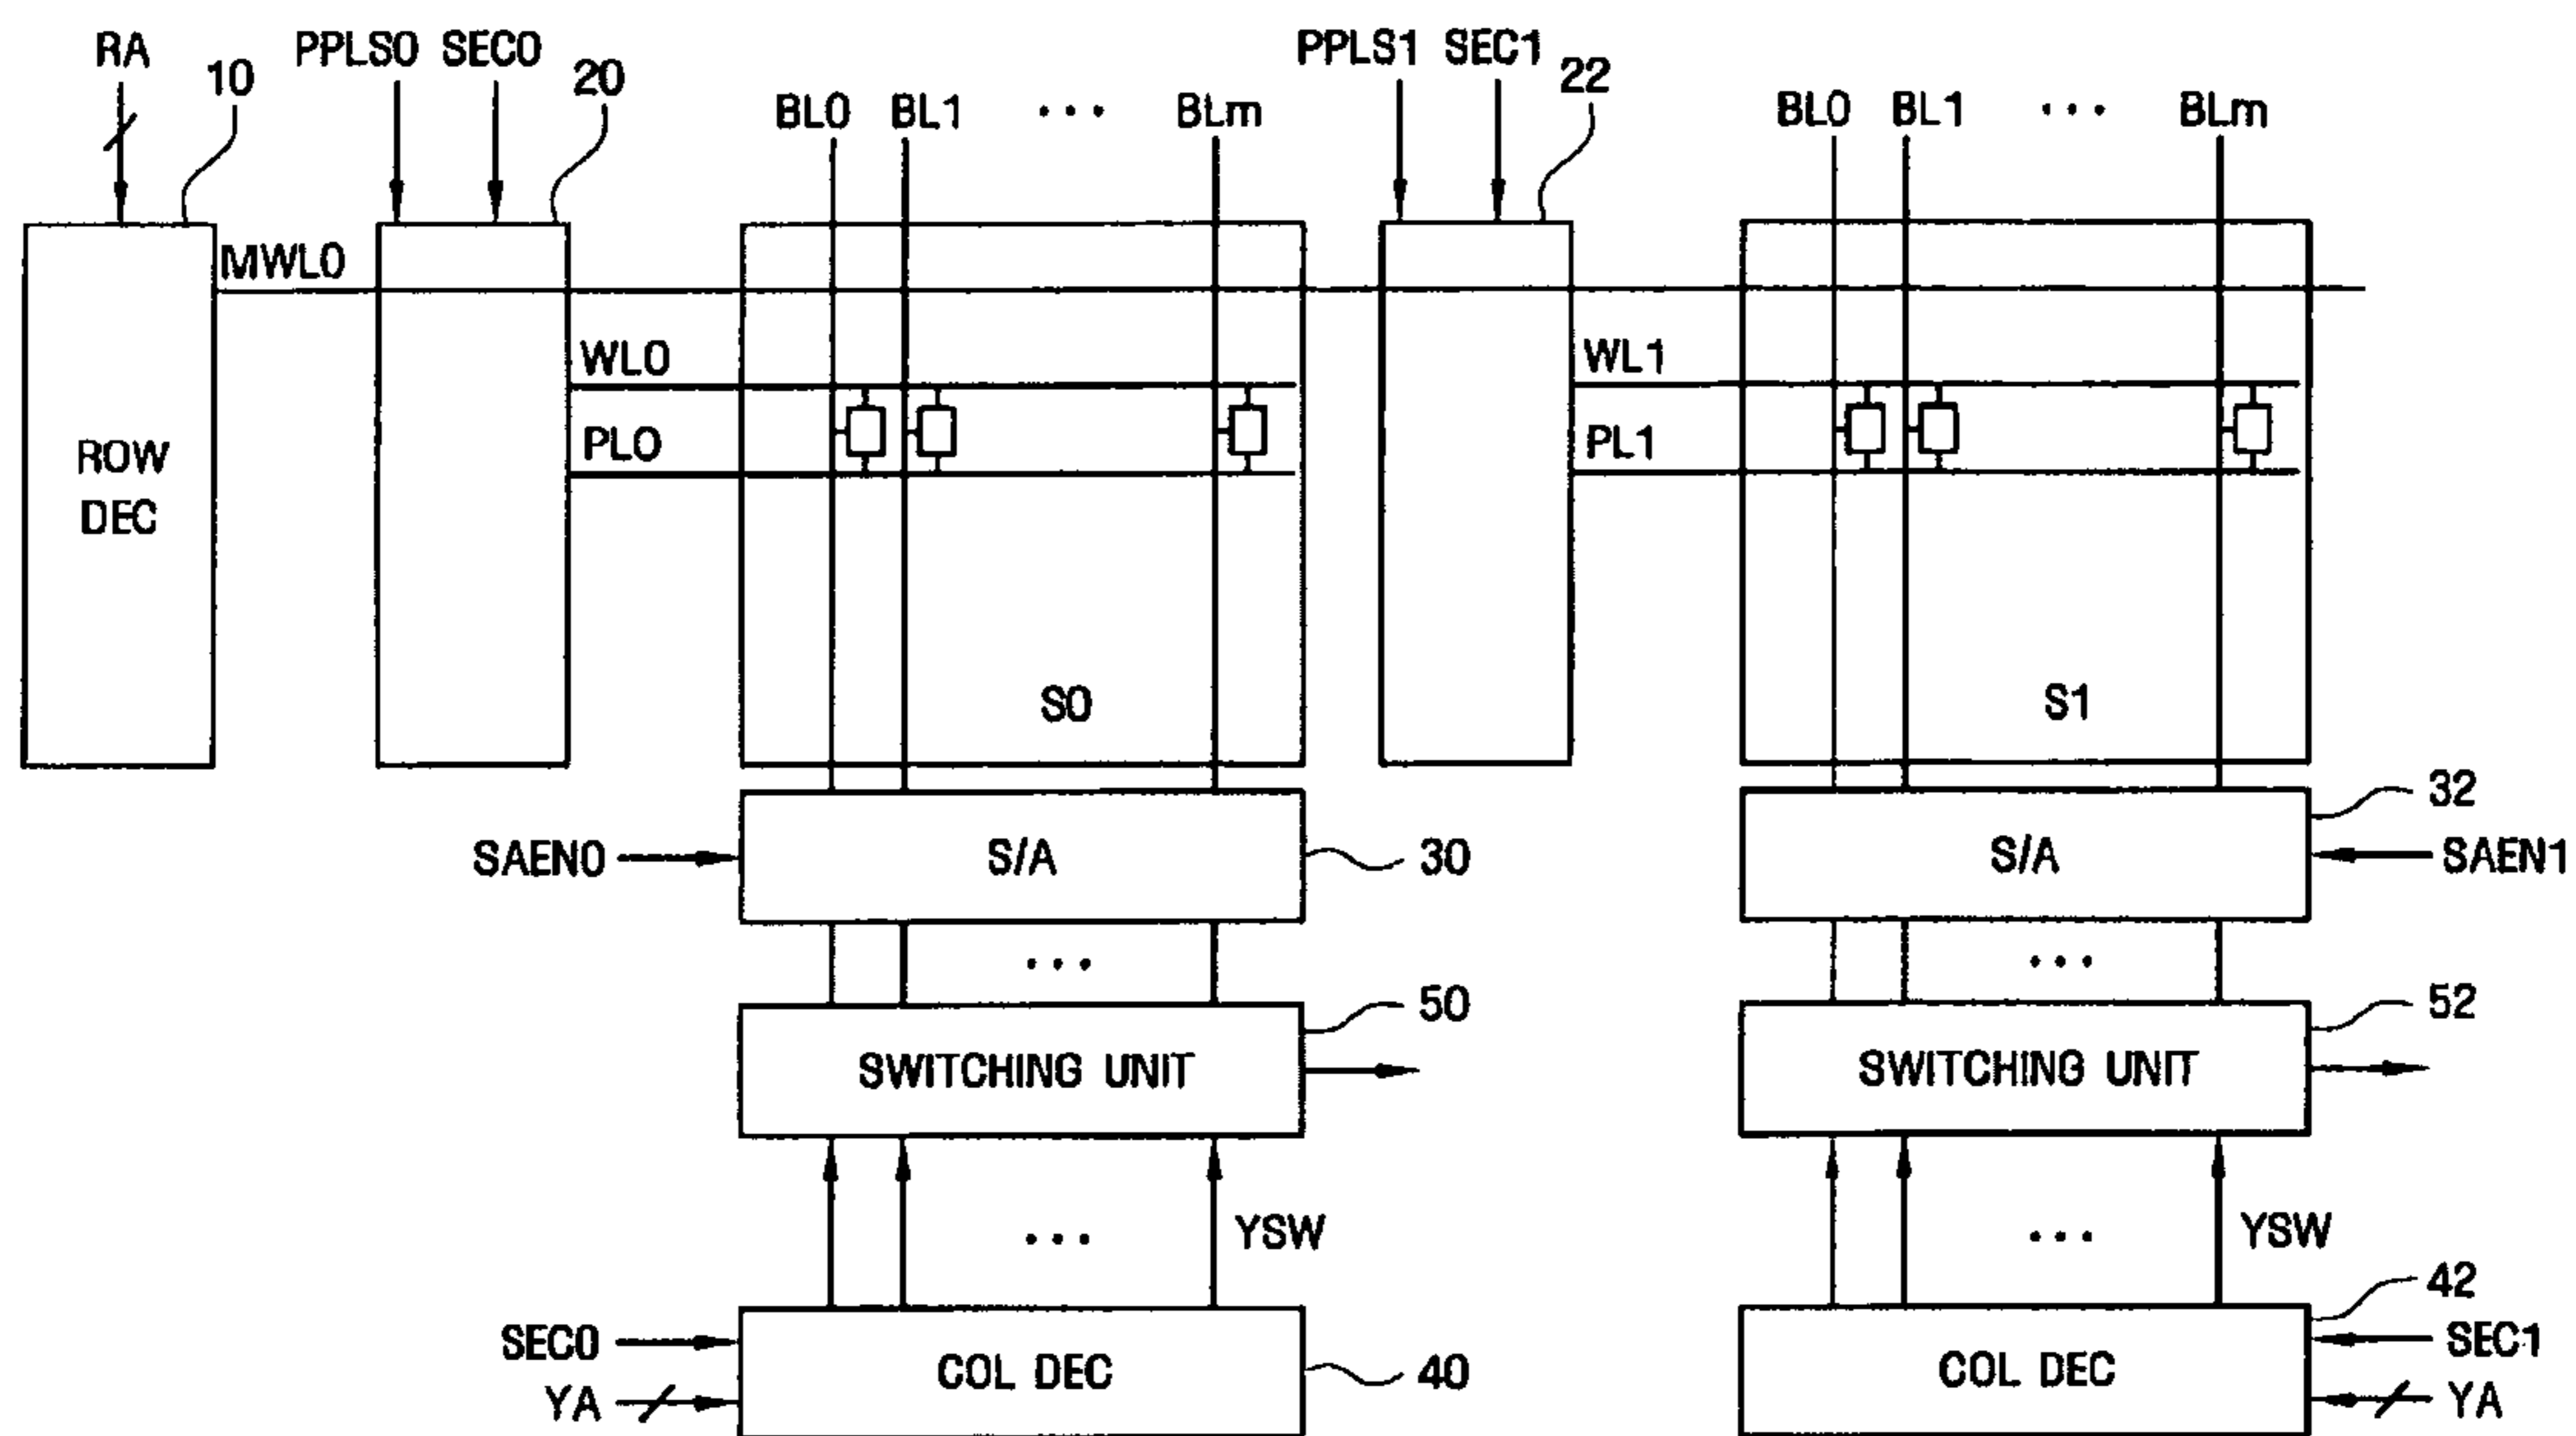 RA
10
PPLS0 SEC0
20
BL0 BL1 ... BLm
PPLS1 SEC1
22
BL0 BL1 ... BLm
MWL0
WL0
PL0
WL1
PL1
ROW
DEC
S0
S1
SAEN0
S/A
30
S/A
32
SAEN1
...
...
SWITCHING UNIT
50
SWITCHING UNIT
52
...
YSW
...
YSW
SEC0
YA
COL DEC
40
COL DEC
42
SEC1
YA